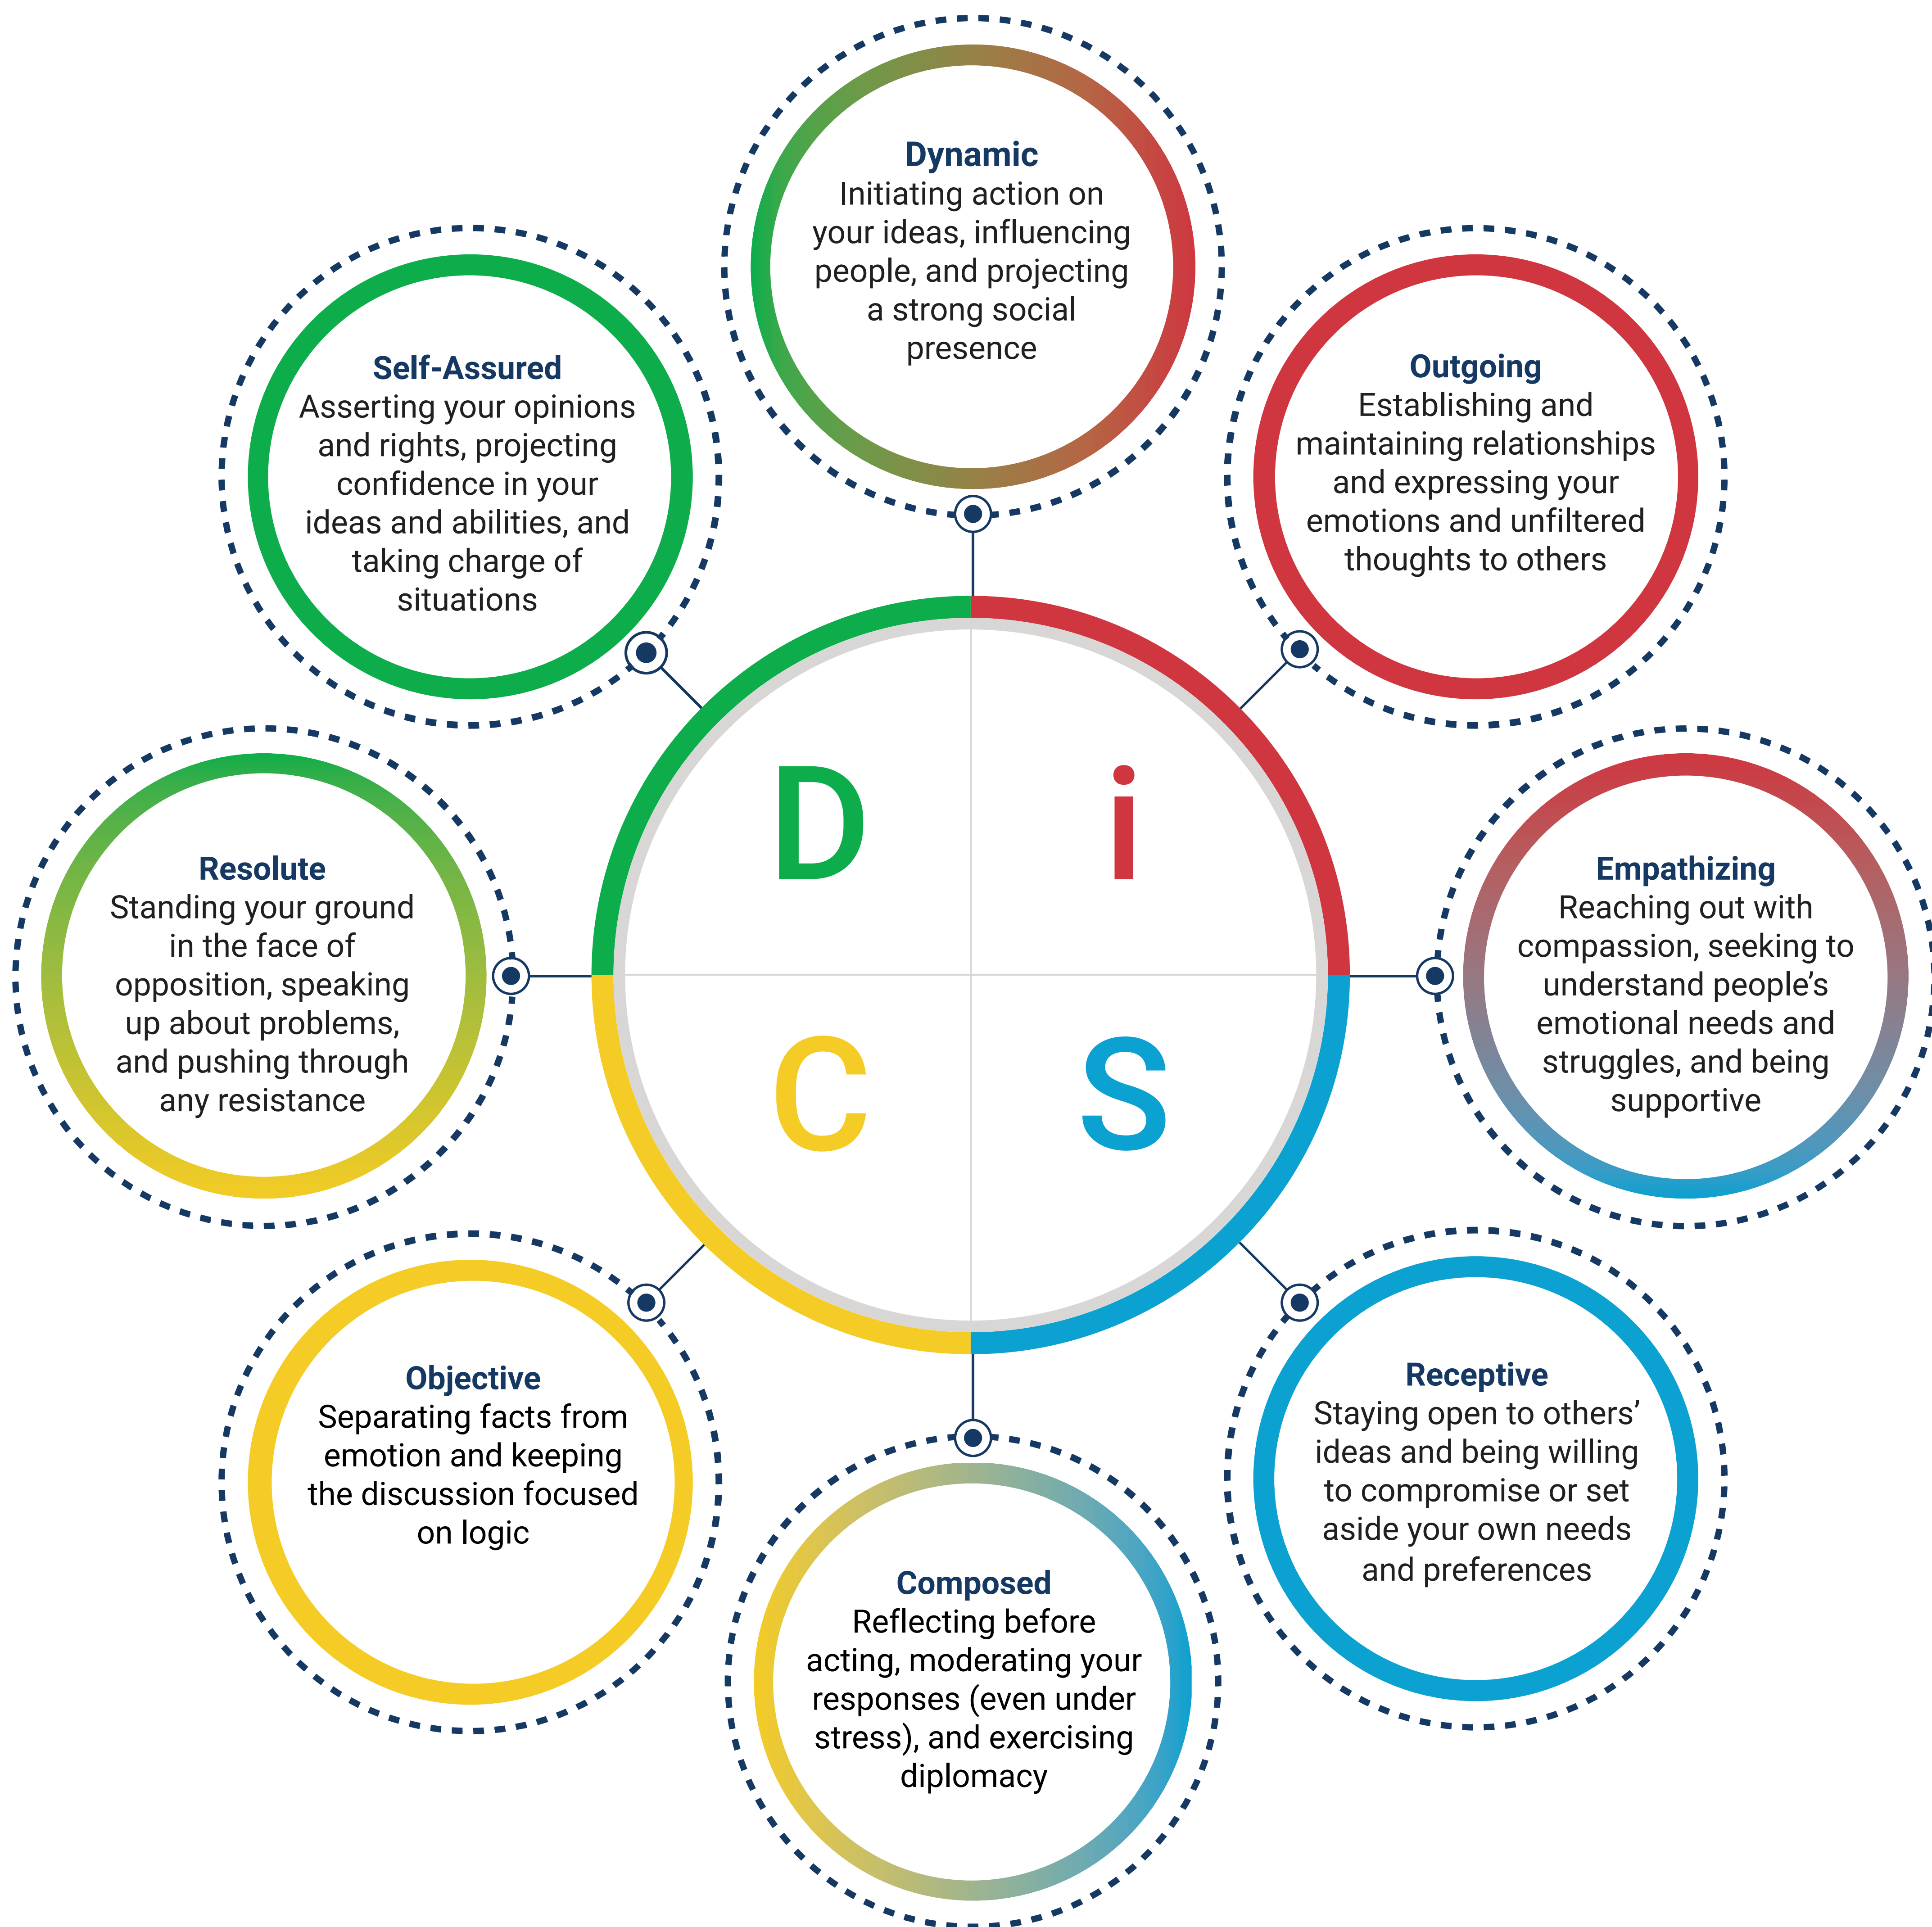 Dynamic
Initiating action on
your ideas, influencing
people, and projecting
a strong social
presence
Self-Assured
Asserting your opinions
and rights, projecting
confidence in your
ideas and abilities, and
taking charge of
situations
Outgoing
Establishing and
maintaining relationships
and expressing your
emotions and unfiltered
thoughts to others
D
i
Resolute
Standing your ground
in the face of
opposition, speaking
up about problems,
and pushing through
any resistance
Empathizing
Reaching out with
compassion, seeking to
understand people’s
emotional needs and
struggles, and being
supportive
C
S
Objective
Separating facts from
emotion and keeping
the discussion focused
on logic
Receptive
Staying open to others’
ideas and being willing
to compromise or set
aside your own needs
and preferences
Composed
Reflecting before
acting, moderating your
responses (even under
stress), and exercising
diplomacy